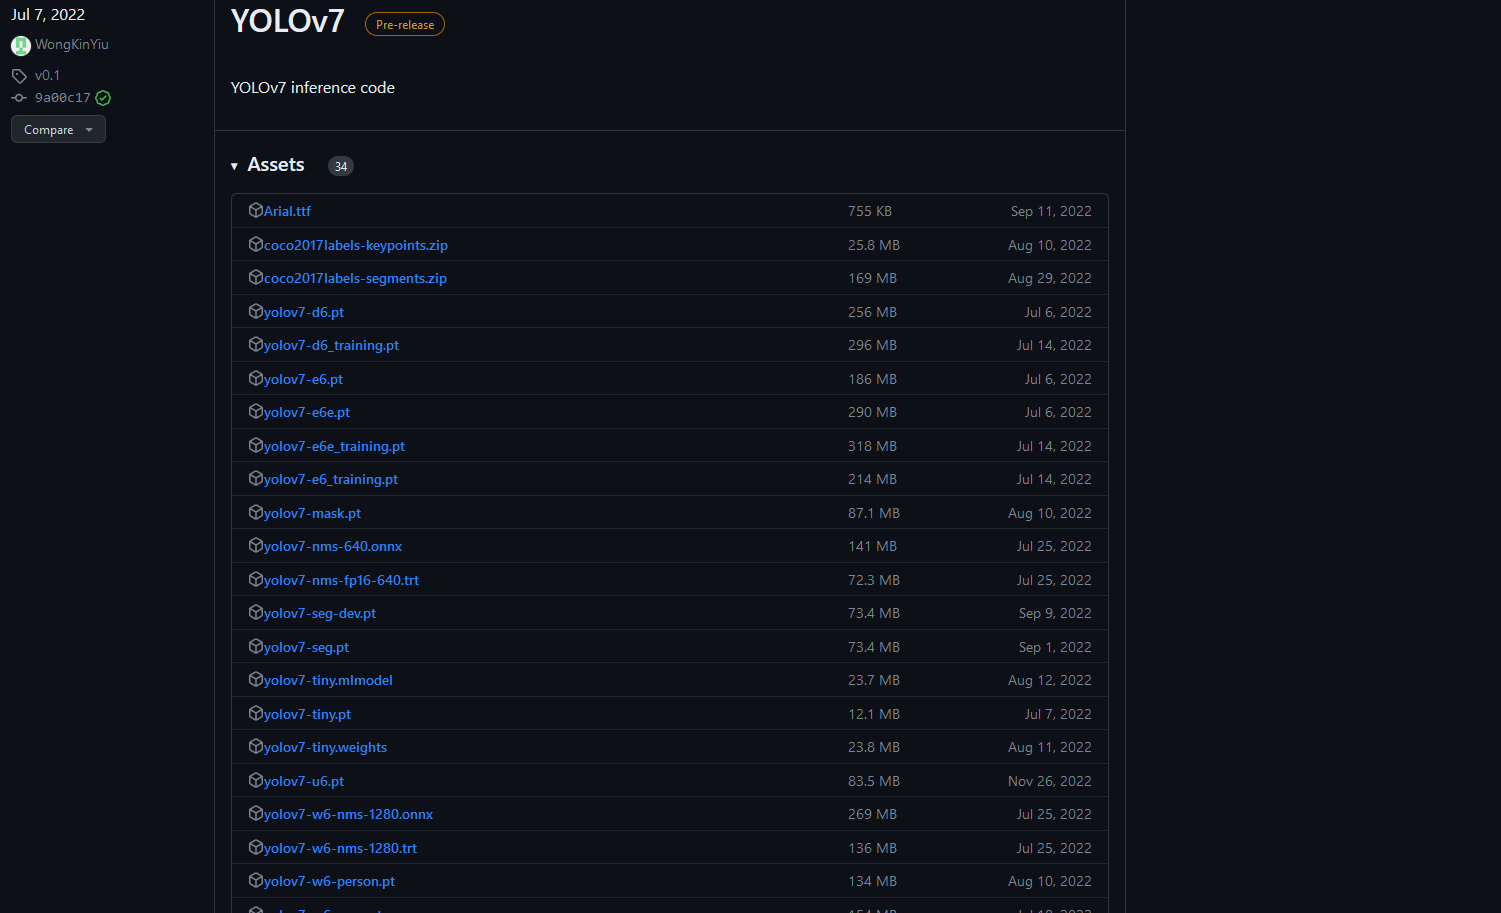 Jul 7, 2022
WongKinYiu
v0.1
9a00c17
Compare
YOLOv7 Pre-release
YOLOv7 inference code
Assets 34
Arial.ttf 755 KB Sep 11, 2022
coco2017labels-keypoints.zip 25.8 MB Aug 10, 2022
coco2017labels-segments.zip 169 MB Aug 29, 2022
yolov7-d6.pt 256 MB Jul 6, 2022
yolov7-d6_training.pt 296 MB Jul 14, 2022
yolov7-e6.pt 186 MB Jul 6, 2022
yolov7-e6e.pt 290 MB Jul 6, 2022
yolov7-e6e_training.pt 318 MB Jul 14, 2022
yolov7-e6_training.pt 214 MB Jul 14, 2022
yolov7-mask.pt 87.1 MB Aug 10, 2022
yolov7-nms-640.onnx 141 MB Jul 25, 2022
yolov7-nms-fp16-640.trt 72.3 MB Jul 25, 2022
yolov7-seg-dev.pt 73.4 MB Sep 9, 2022
yolov7-seg.pt 73.4 MB Sep 1, 2022
yolov7-tiny.mlmodel 23.7 MB Aug 12, 2022
yolov7-tiny.pt 12.1 MB Jul 7, 2022
yolov7-tiny.weights 23.8 MB Aug 11, 2022
yolov7-u6.pt 83.5 MB Nov 26, 2022
yolov7-w6-nms-1280.onnx 269 MB Jul 25, 2022
yolov7-w6-nms-1280.trt 136 MB Jul 25, 2022
yolov7-w6-person.pt 134 MB Aug 10, 2022